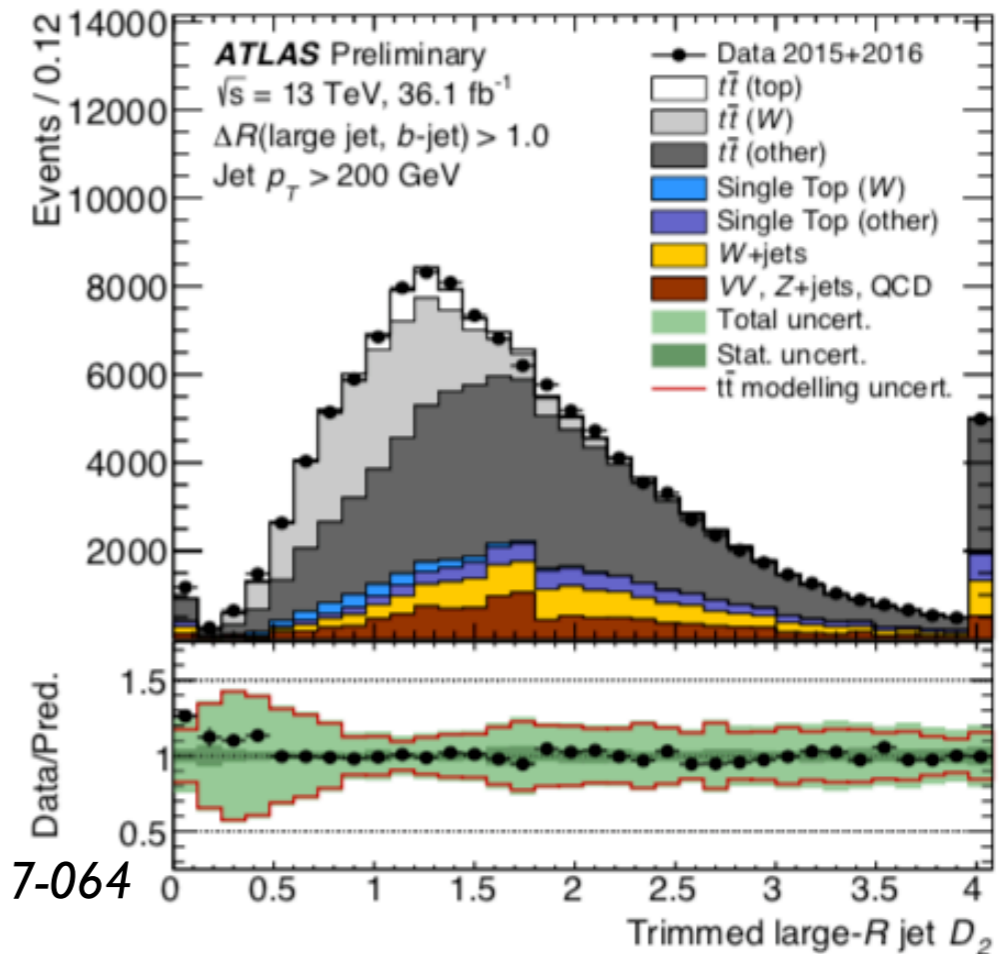 Events / 0.12
14000
12000
10000
8000
6000
4000
2000
ATLAS Preliminary
√s = 13 TeV, 36.1 fb⁻¹
ΔR(large jet, b-jet) > 1.0
Jet p_T > 200 GeV
Data 2015+2016
tt̄ (top)
tt̄ (W)
tt̄ (other)
Single Top (W)
Single Top (other)
W+jets
VV, Z+jets, QCD
Total uncert.
Stat. uncert.
tt̄ modelling uncert.
Data/Pred.
1.5
1
0.5
7-064
0 0.5 1 1.5 2 2.5 3 3.5 4
Trimmed large-R jet D₂